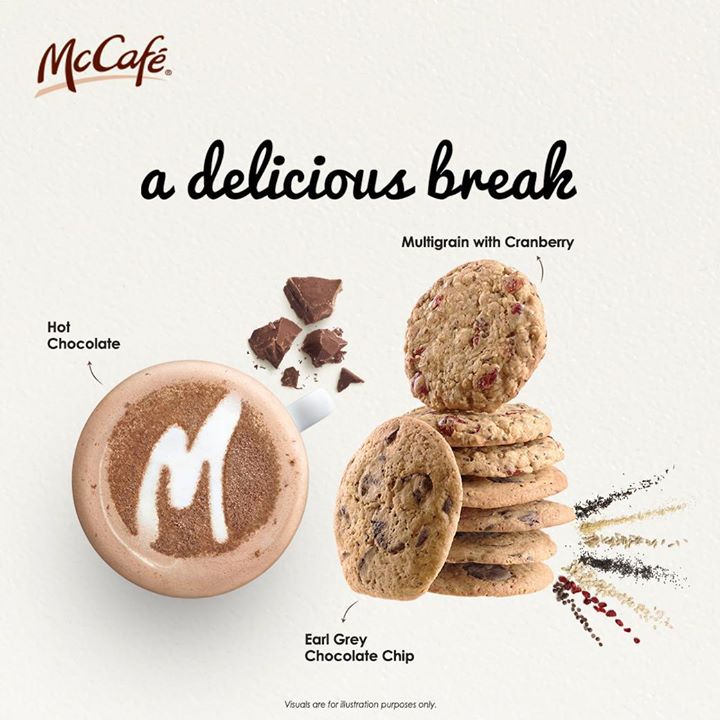 McCafé®
a delicious break
Multigrain with Cranberry
Hot
Chocolate
M
Earl Grey
Chocolate Chip
Visuals are for illustration purposes only.